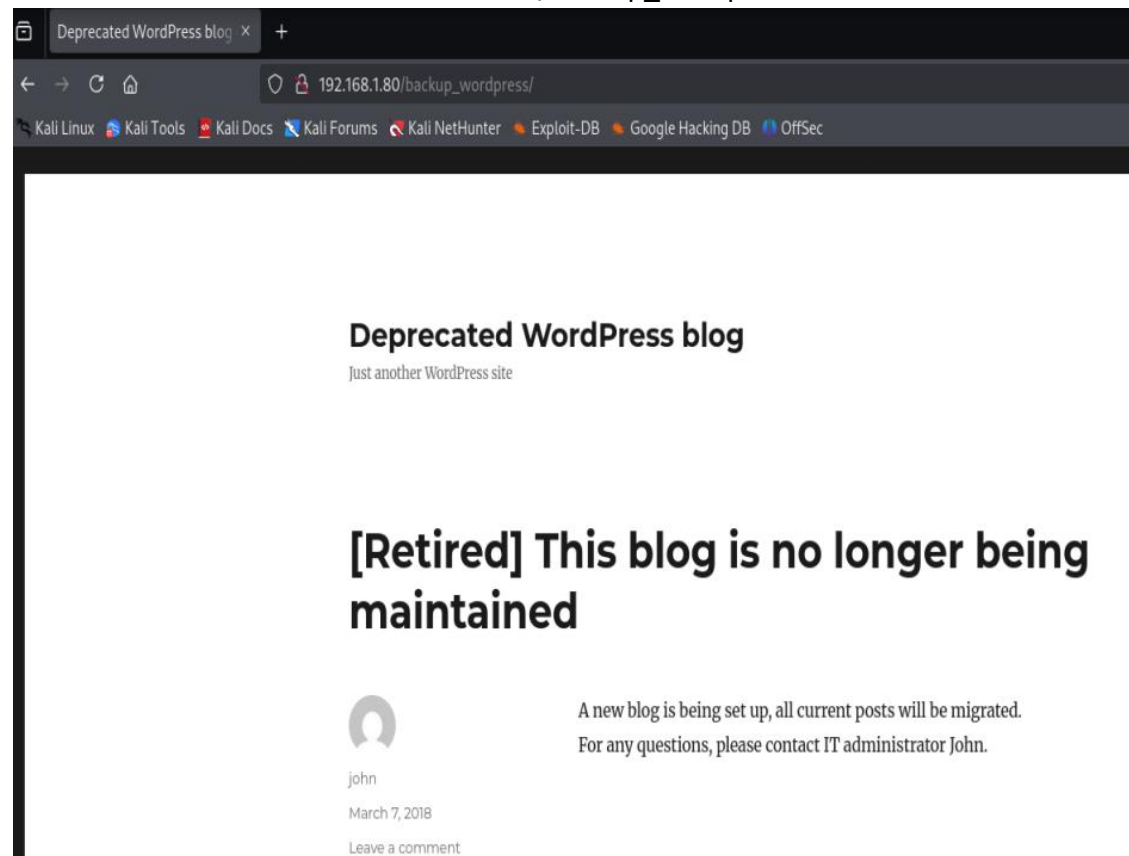 Deprecated WordPress blog
192.168.1.80/backup_wordpress/
Kali Linux Kali Tools Kali Docs Kali Forums Kali NetHunter Exploit-DB Google Hacking DB OffSec
Deprecated WordPress blog
Just another WordPress site
[Retired] This blog is no longer being
maintained
A new blog is being set up, all current posts will be migrated.
For any questions, please contact IT administrator John.
john
March 7, 2018
Leave a comment